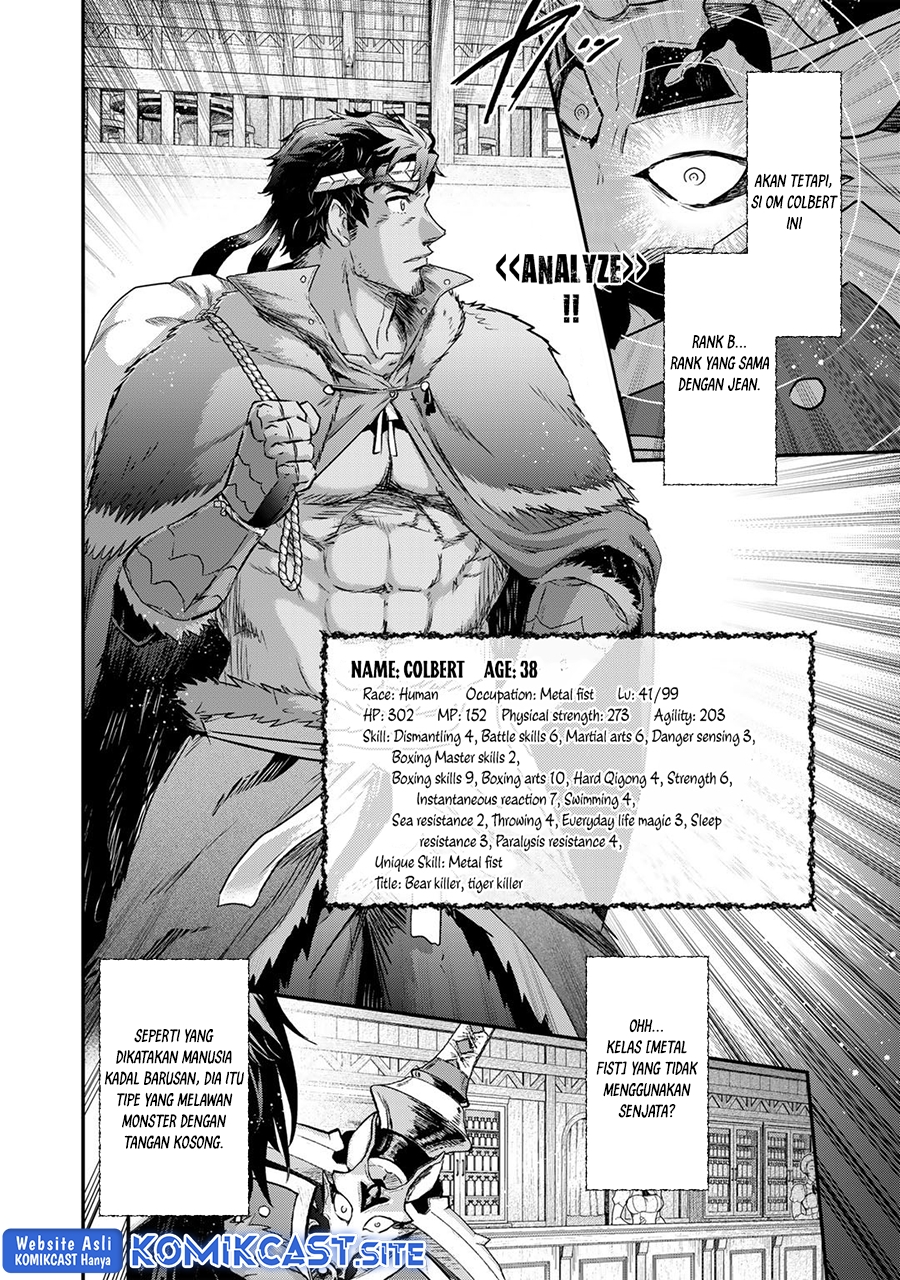 ガッ
AKAN TETAPI,
SI OM COLBERT
INI
<<ANALYZE>>
!!
RANK B...
RANK YANG SAMA
DENGAN JEAN.
NAME: COLBERT AGE: 38
Race: Human Occupation: Metal fist Lv: 41/99
HP: 302 MP: 152 Physical strength: 273 Agility: 203
Skill: Dismantling 4, Battle skills 6, Martial arts 6, Danger sensing 3,
Boxing Master skills 2,
Boxing skills 9, Boxing arts 10, Hard Qigong 4, Strength 6,
Instantaneous reaction 7, Swimming 4,
Sea resistance 2, Throwing 4, Everyday life magic 3, Sleep
resistance 3, Paralysis resistance 4,
Unique Skill: Metal fist
Title: Bear killer, tiger killer
OHH...
KELAS [METAL
FIST] YANG TIDAK
MENGGUNAKAN
SENJATA?
SEPERTI YANG
DIKATAKAN MANUSIA
KADAL BARUSAN, DIA ITU
TIPE YANG MELAWAN
MONSTER DENGAN
TANGAN KOSONG.
Website Asli
KOMIKCAST Hanya
KOMIKCAST.SITE